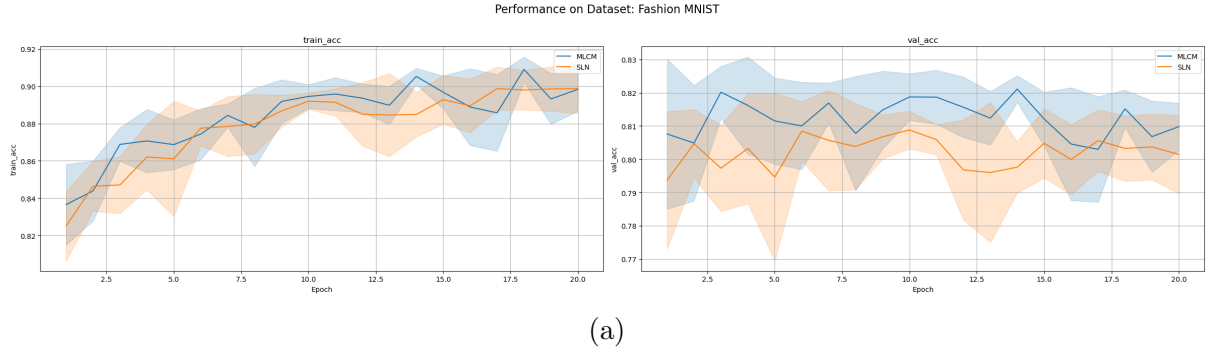 Performance on Dataset: Fashion MNIST
train_acc
0.92
0.90
0.88
0.86
0.84
0.82
train_acc
2.5 5.0 7.5 10.0 12.5 15.0 17.5 20.0
Epoch
MLCM
SLN
val_acc
0.83
0.82
0.81
0.80
0.79
0.78
0.77
val_acc
2.5 5.0 7.5 10.0 12.5 15.0 17.5 20.0
Epoch
MLCM
SLN
(a)